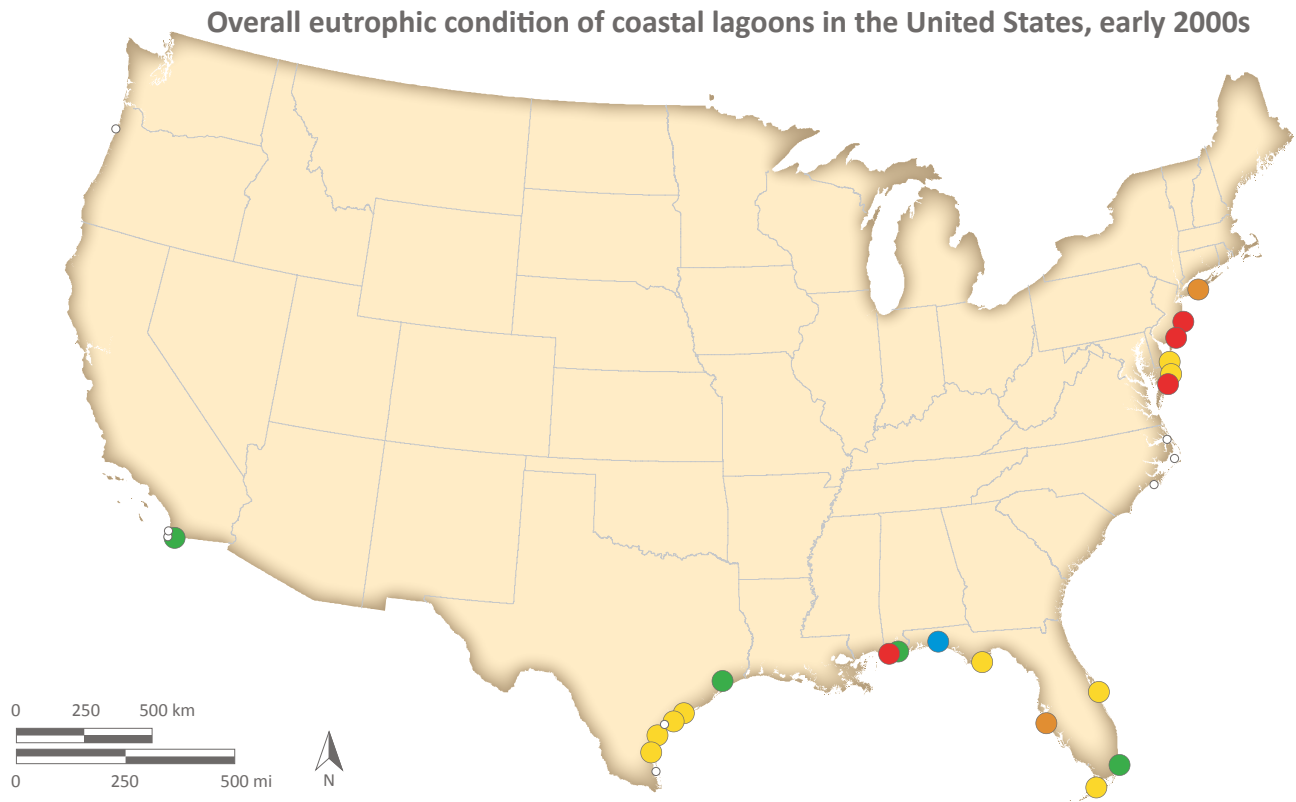 Overall eutrophic condition of coastal lagoons in the United States, early 2000s
0 250 500 km
0 250 500 mi
N